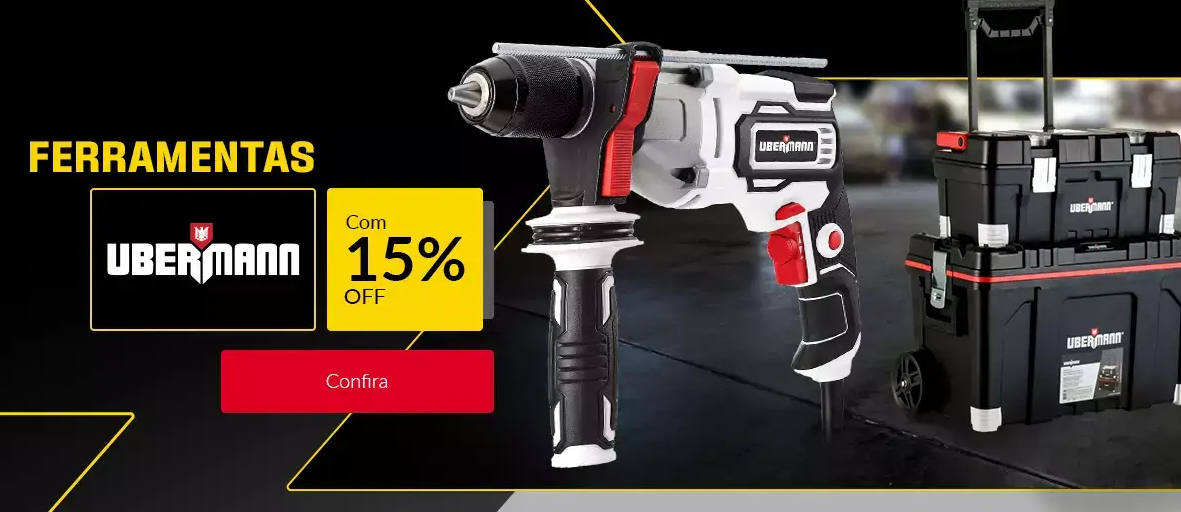 FERRAMENTAS
UBERMANN
Com
15%
OFF
Confira
UBERMANN
UBERMANN
UBERMANN